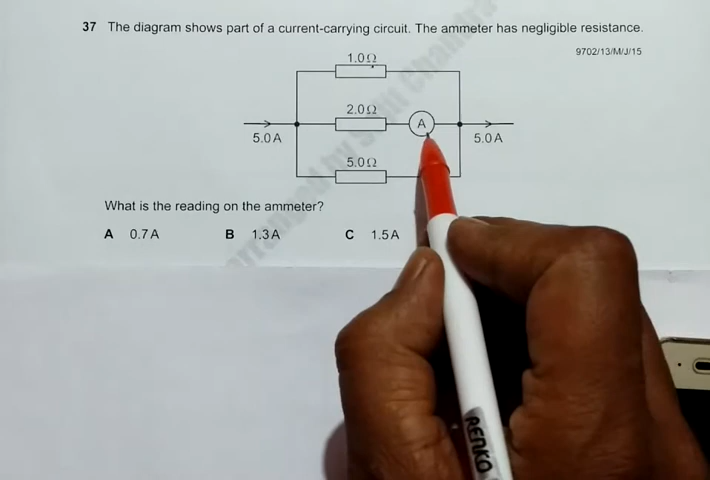 37 The diagram shows part of a current-carrying circuit. The ammeter has negligible resistance.
9702/13/M/J/15
1.0Ω
2.0Ω
A
5.0A
5.0A
5.0Ω
What is the reading on the ammeter?
A 0.7A B 1.3A C 1.5A
arranged by
RENKO